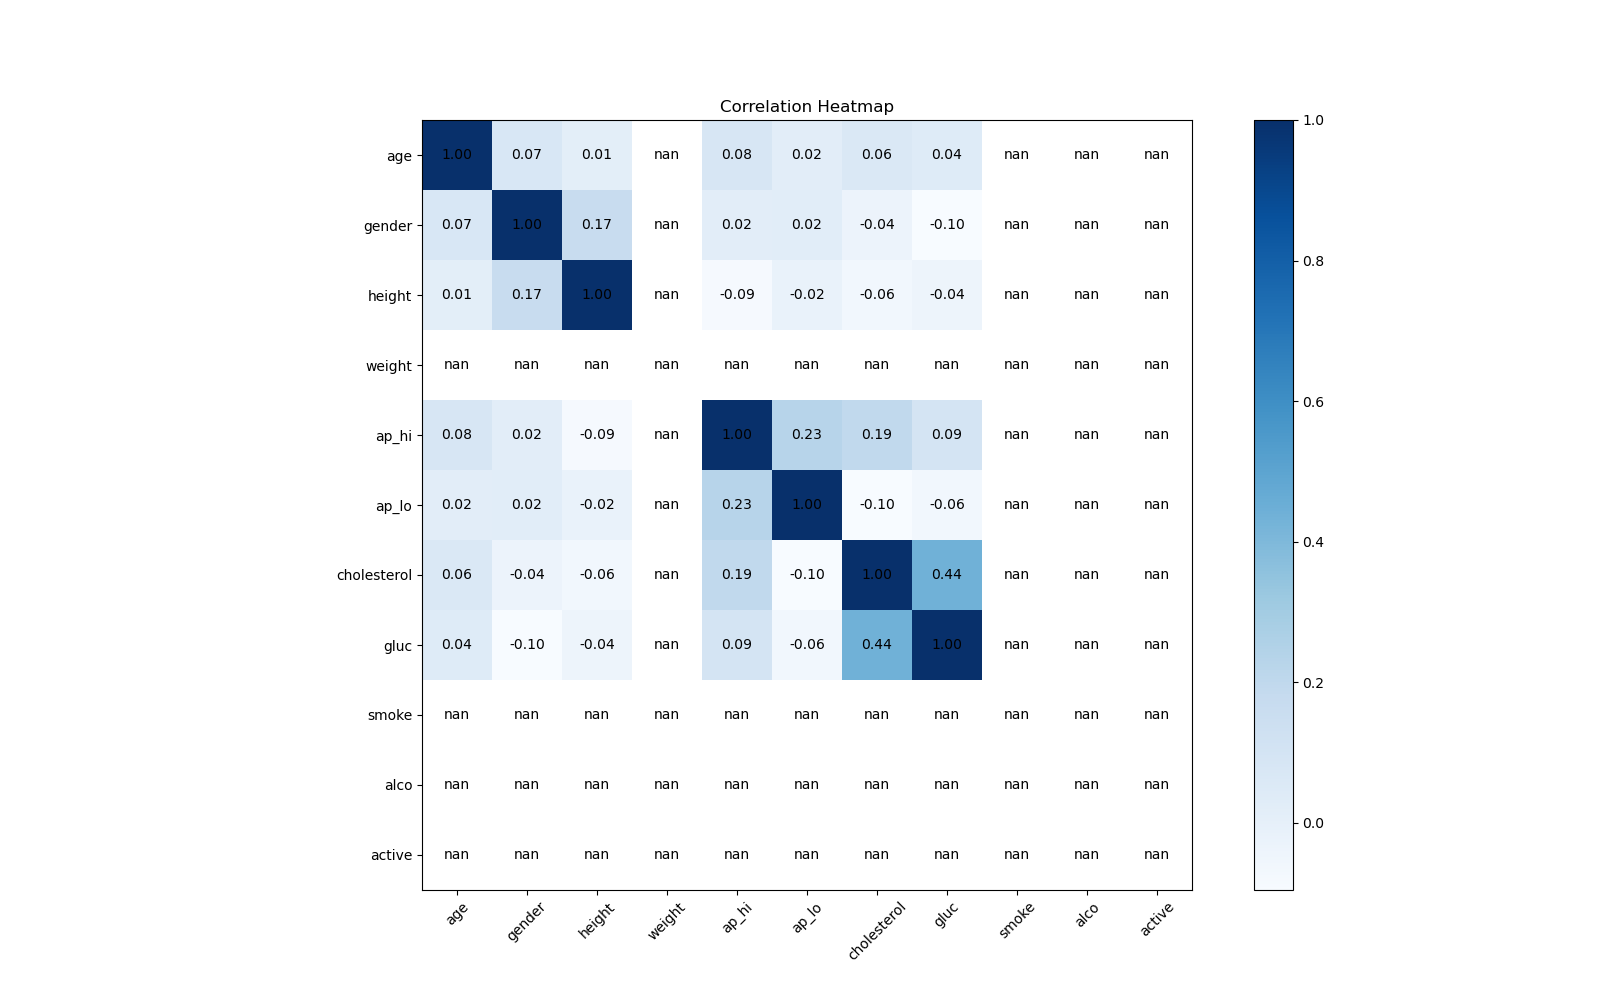 Correlation Heatmap
age 1.00 0.07 0.01 nan 0.08 0.02 0.06 0.04 nan nan nan
gender 0.07 1.00 0.17 nan 0.02 0.02 -0.04 -0.10 nan nan nan
height 0.01 0.17 1.00 nan -0.09 -0.02 -0.06 -0.04 nan nan nan
weight nan nan nan nan nan nan nan nan nan nan nan
ap_hi 0.08 0.02 -0.09 nan 1.00 0.23 0.19 0.09 nan nan nan
ap_lo 0.02 0.02 -0.02 nan 0.23 1.00 -0.10 -0.06 nan nan nan
cholesterol 0.06 -0.04 -0.06 nan 0.19 -0.10 1.00 0.44 nan nan nan
gluc 0.04 -0.10 -0.04 nan 0.09 -0.06 0.44 1.00 nan nan nan
smoke nan nan nan nan nan nan nan nan nan nan nan
alco nan nan nan nan nan nan nan nan nan nan nan
active nan nan nan nan nan nan nan nan nan nan nan
age gender height weight ap_hi ap_lo cholesterol gluc smoke alco active
1.0
0.8
0.6
0.4
0.2
0.0